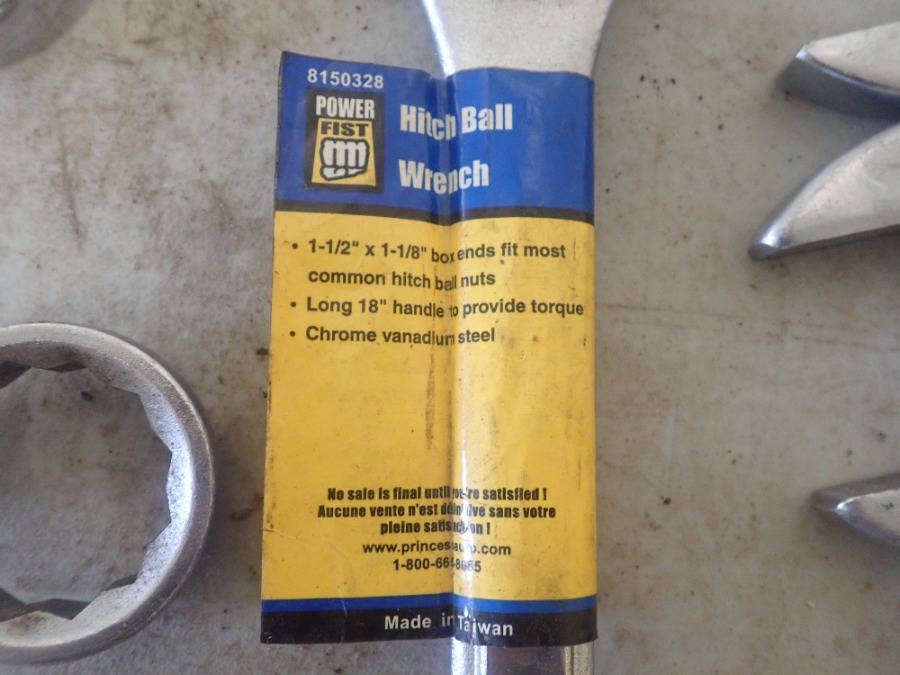 8150328
POWER
FIST
Hitch Ball
Wrench
• 1-1/2" x 1-1/8" box ends fit most
common hitch ball nuts
• Long 18" handle to provide torque
• Chrome vanadium steel
No sale is final until you're satisfied !
Aucune vente n'est définitive sans votre
pleine satisfaction !
www.princessauto.com
Made in Taiwan